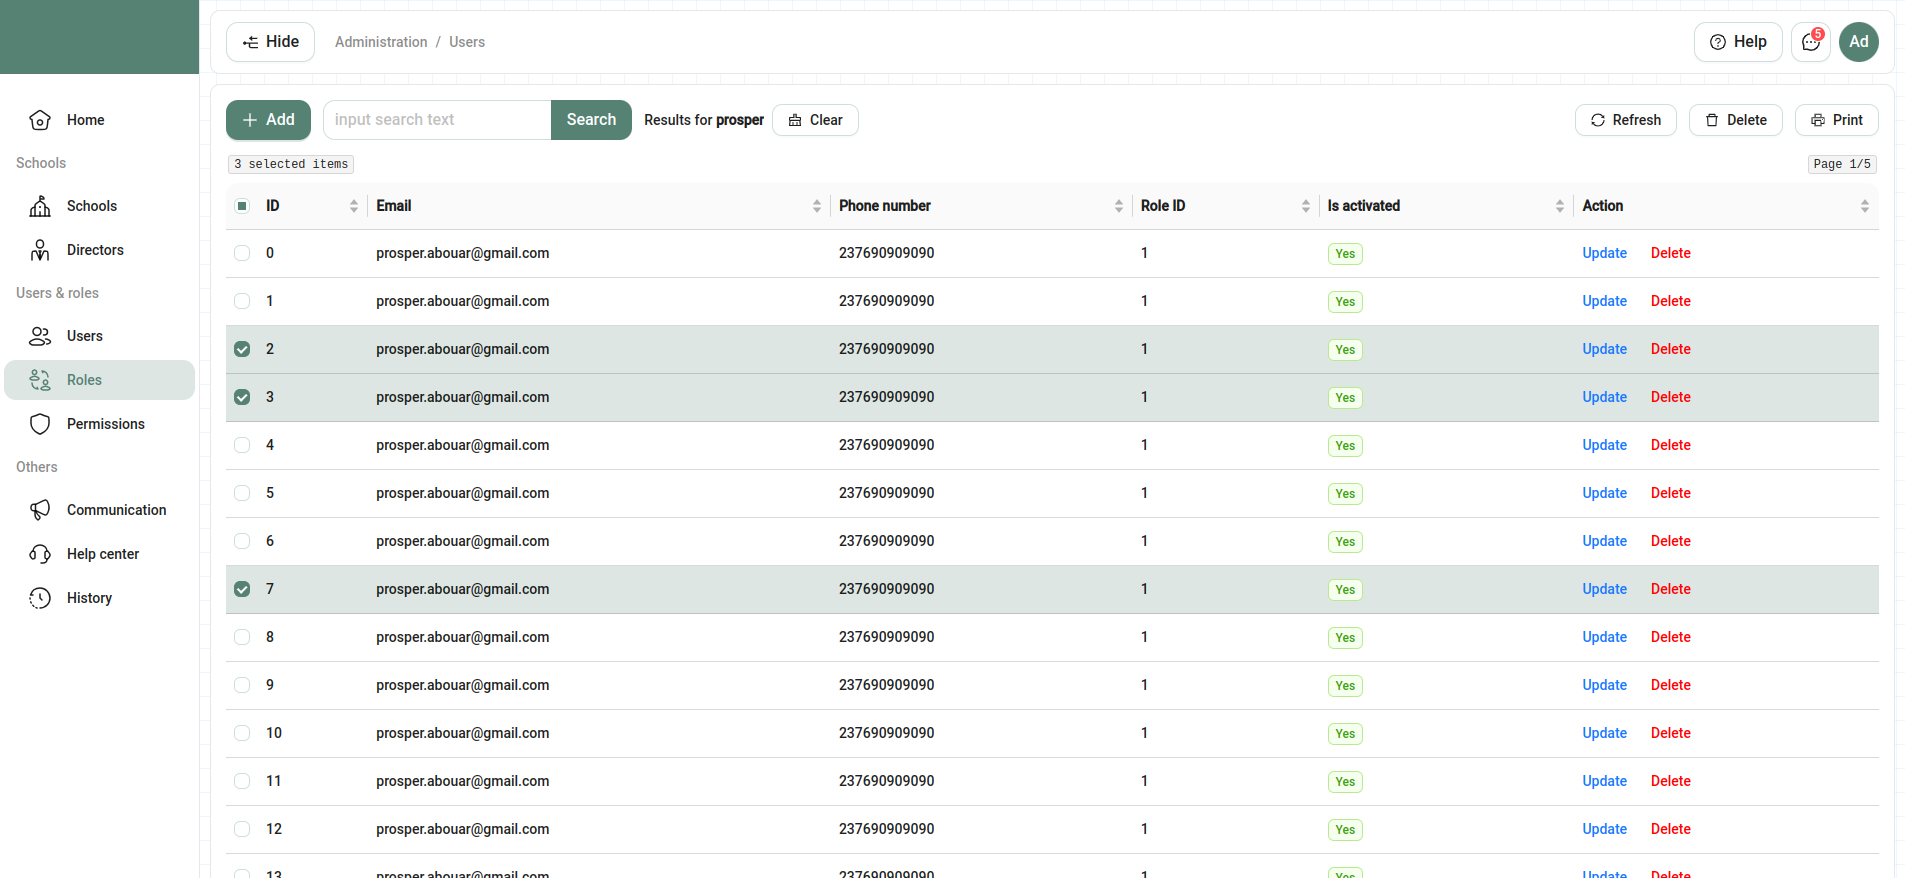 Hide
Administration / Users
Help
5
Ad
Home
Schools
Schools
Directors
Users & roles
Users
Roles
Permissions
Others
Communication
Help center
History
Add
input search text
Search
Results for prosper
Clear
Refresh
Delete
Print
3 selected items
Page 1/5
ID Email Phone number Role ID Is activated Action
0 prosper.abouar@gmail.com 237690909090 1 Yes Update Delete
1 prosper.abouar@gmail.com 237690909090 1 Yes Update Delete
2 prosper.abouar@gmail.com 237690909090 1 Yes Update Delete
3 prosper.abouar@gmail.com 237690909090 1 Yes Update Delete
4 prosper.abouar@gmail.com 237690909090 1 Yes Update Delete
5 prosper.abouar@gmail.com 237690909090 1 Yes Update Delete
6 prosper.abouar@gmail.com 237690909090 1 Yes Update Delete
7 prosper.abouar@gmail.com 237690909090 1 Yes Update Delete
8 prosper.abouar@gmail.com 237690909090 1 Yes Update Delete
9 prosper.abouar@gmail.com 237690909090 1 Yes Update Delete
10 prosper.abouar@gmail.com 237690909090 1 Yes Update Delete
11 prosper.abouar@gmail.com 237690909090 1 Yes Update Delete
12 prosper.abouar@gmail.com 237690909090 1 Yes Update Delete
13 prosper.abouar@gmail.com 237690909090 1 Yes Update Delete